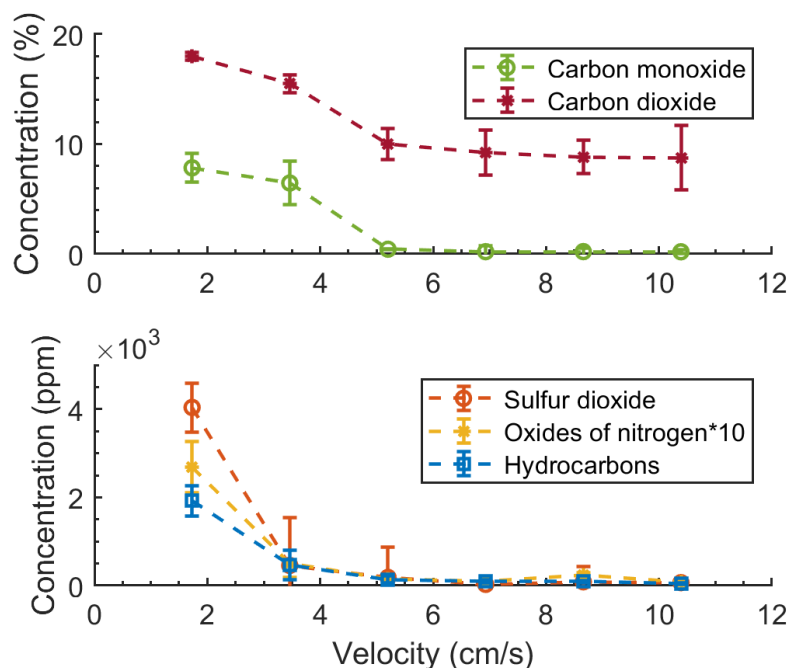 Concentration (%)
20
10
0
Carbon monoxide
Carbon dioxide
0 2 4 6 8 10 12
×10³
Concentration (ppm)
4
2
0
Sulfur dioxide
Oxides of nitrogen*10
Hydrocarbons
0 2 4 6 8 10 12
Velocity (cm/s)